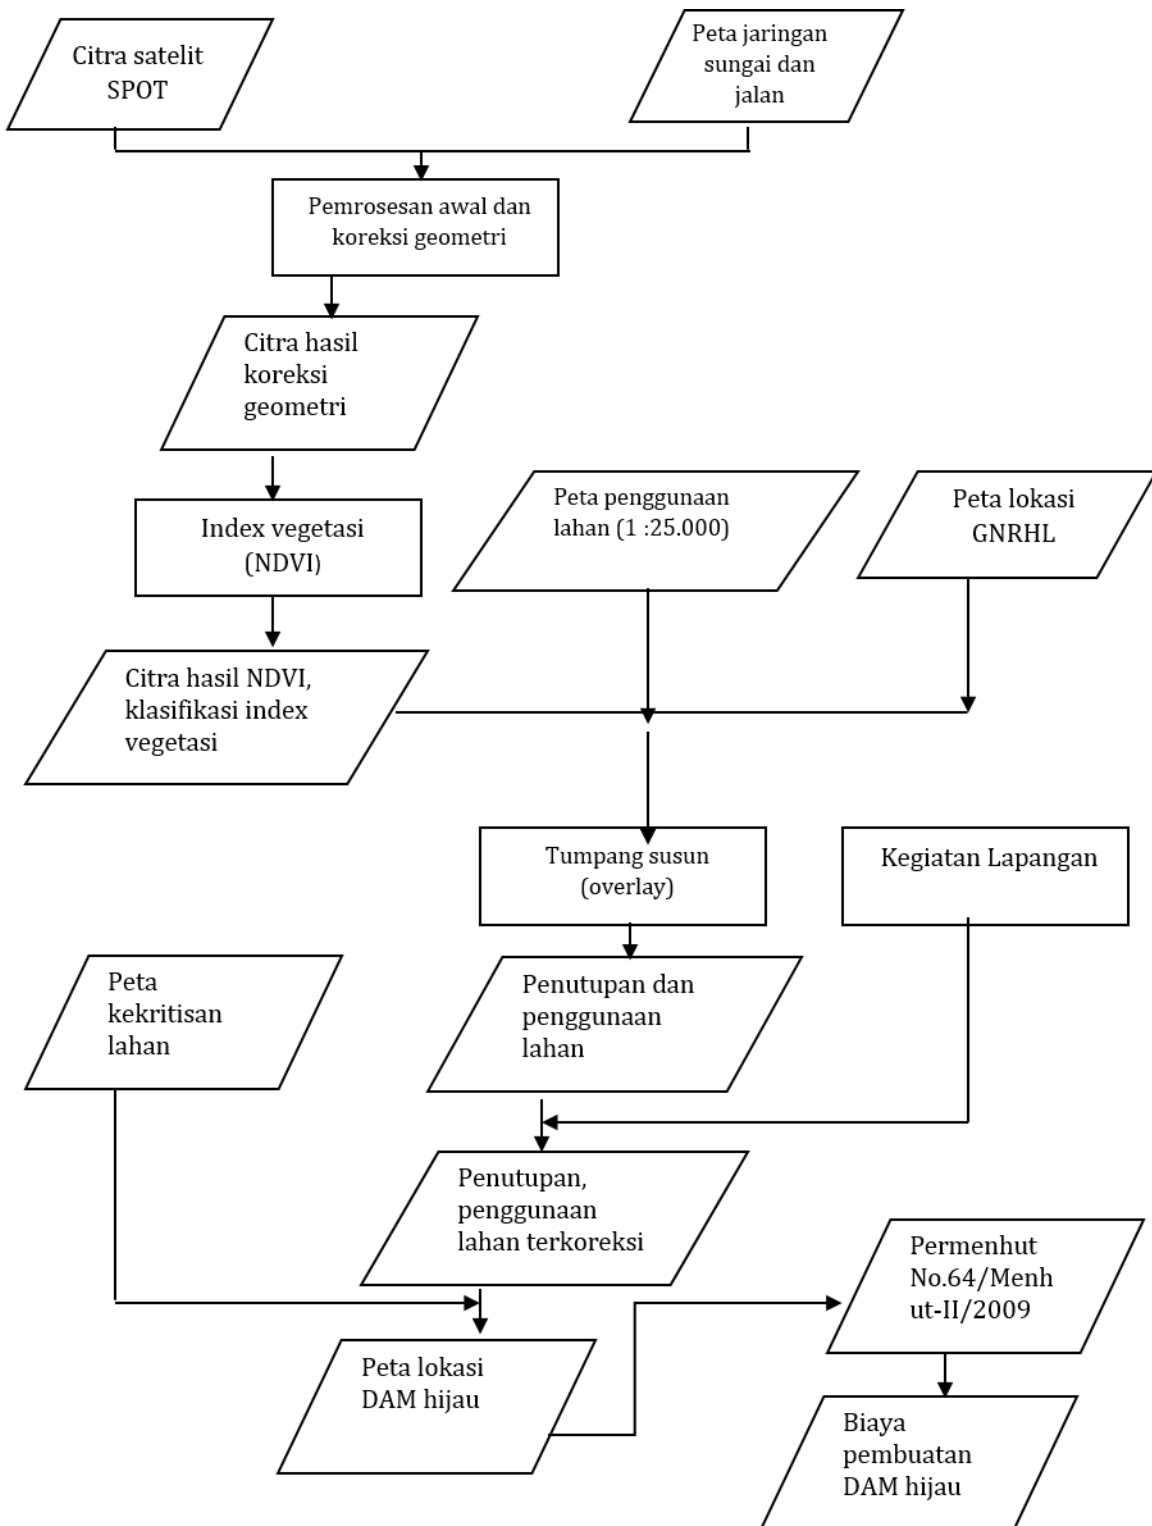 Citra satelit
SPOT
Peta jaringan
sungai dan
jalan
Pemrosesan awal dan
koreksi geometri
Citra hasil
koreksi
geometri
Index vegetasi
(NDVI)
Peta penggunaan
lahan (1 :25.000)
Peta lokasi
GNRHL
Citra hasil NDVI,
klasifikasi index
vegetasi
Tumpang susun
(overlay)
Kegiatan Lapangan
Peta
kekritisan
lahan
Penutupan dan
penggunaan
lahan
Penutupan,
penggunaan
lahan terkoreksi
Permenhut
No.64/Menh
ut-II/2009
Peta lokasi
DAM hijau
Biaya
pembuatan
DAM hijau